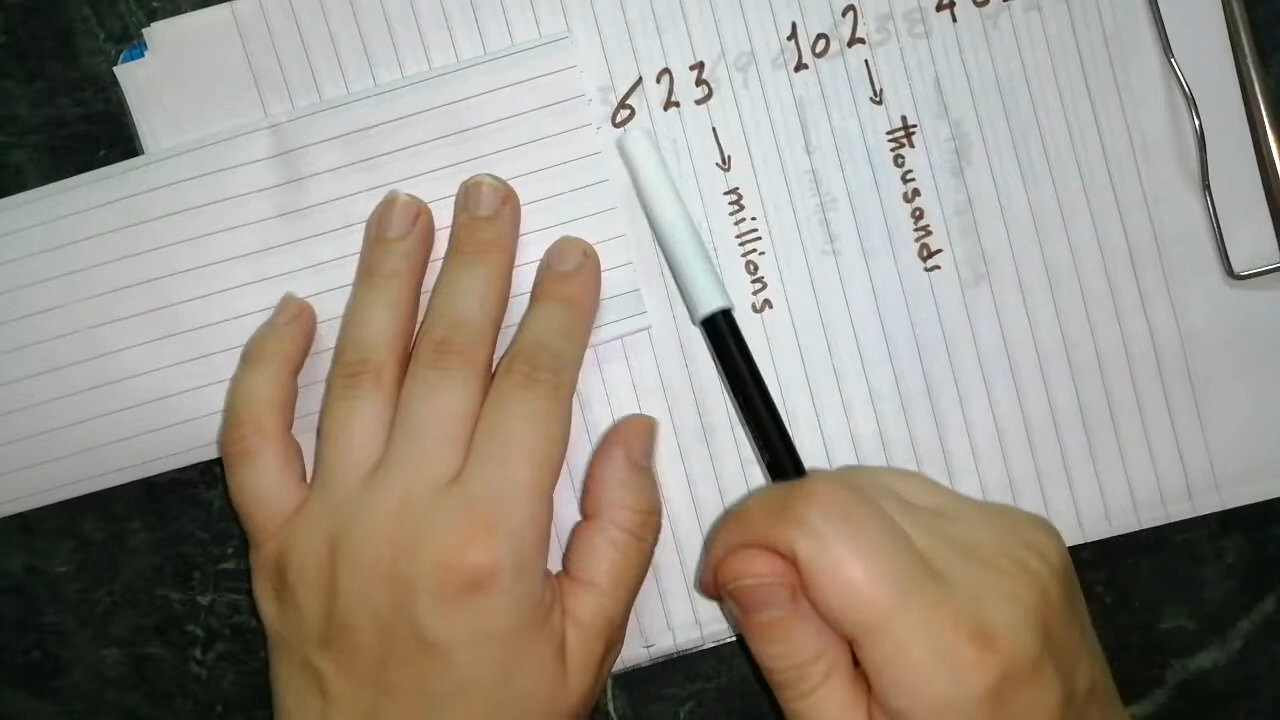 623 102
↓ millions ↓ thousands